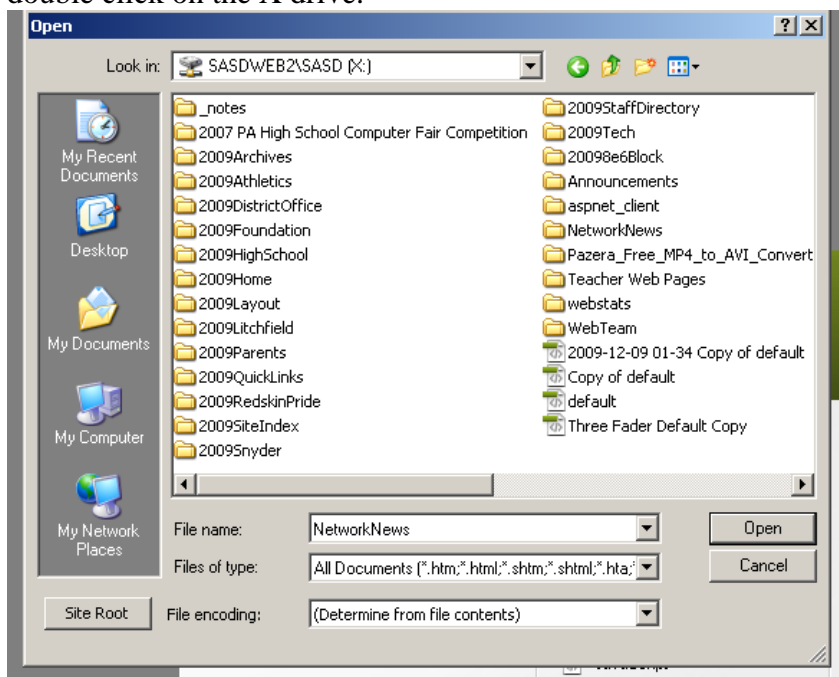 double click on the X drive.
Open
Look in:
SASDWEB2\SASD (X:)
My Recent
Documents
Desktop
My Documents
My Computer
My Network
Places
_notes
2007 PA High School Computer Fair Competition
2009Archives
2009Athletics
2009DistrictOffice
2009Foundation
2009HighSchool
2009Home
2009Layout
2009Litchfield
2009Parents
2009QuickLinks
2009RedskinPride
2009SiteIndex
2009Snyder
2009StaffDirectory
2009Tech
20098e6Block
Announcements
aspnet_client
NetworkNews
Pazera_Free_MP4_to_AVI_Convert
Teacher Web Pages
webstats
WebTeam
2009-12-09 01-34 Copy of default
Copy of default
default
Three Fader Default Copy
File name:
NetworkNews
Open
Files of type:
All Documents (*.htm;*.html;*.shtm;*.shtml;*.hta;
Cancel
Site Root
File encoding:
(Determine from file contents)